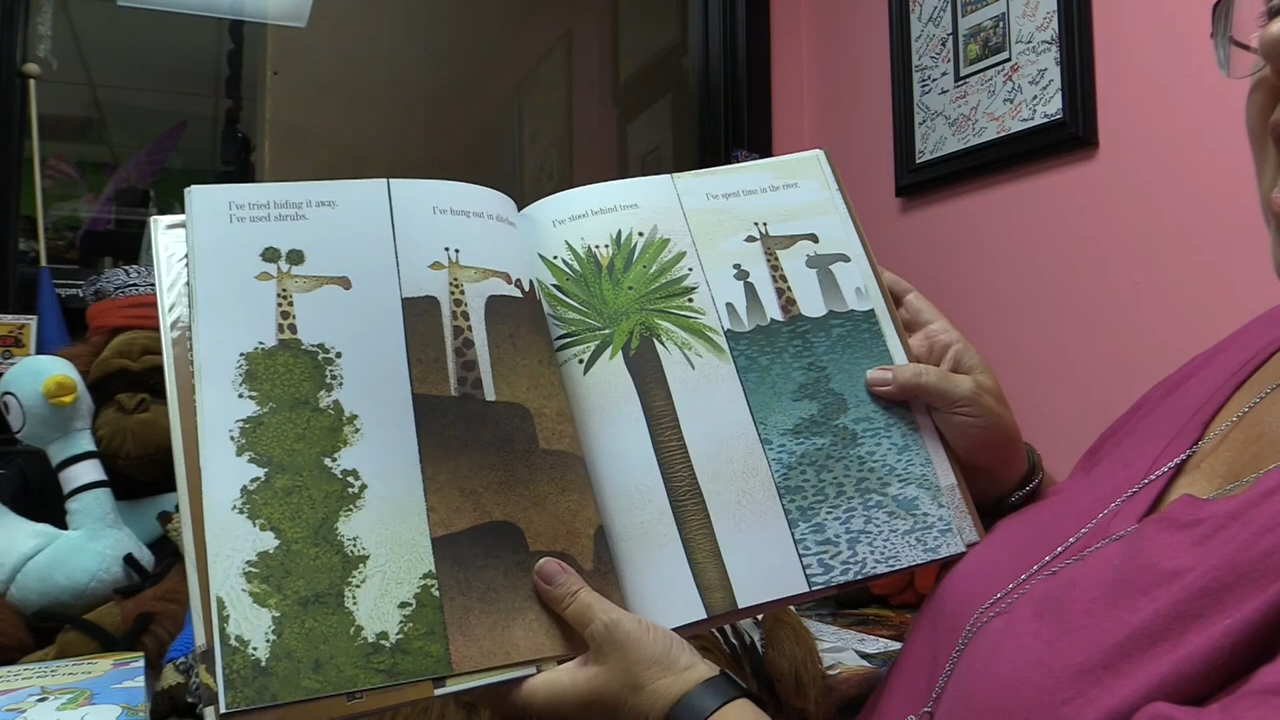 I've tried hiding it away.
I've used shrubs.
I've hung out in ditches.
I've stood behind trees.
I've spent time in the river.